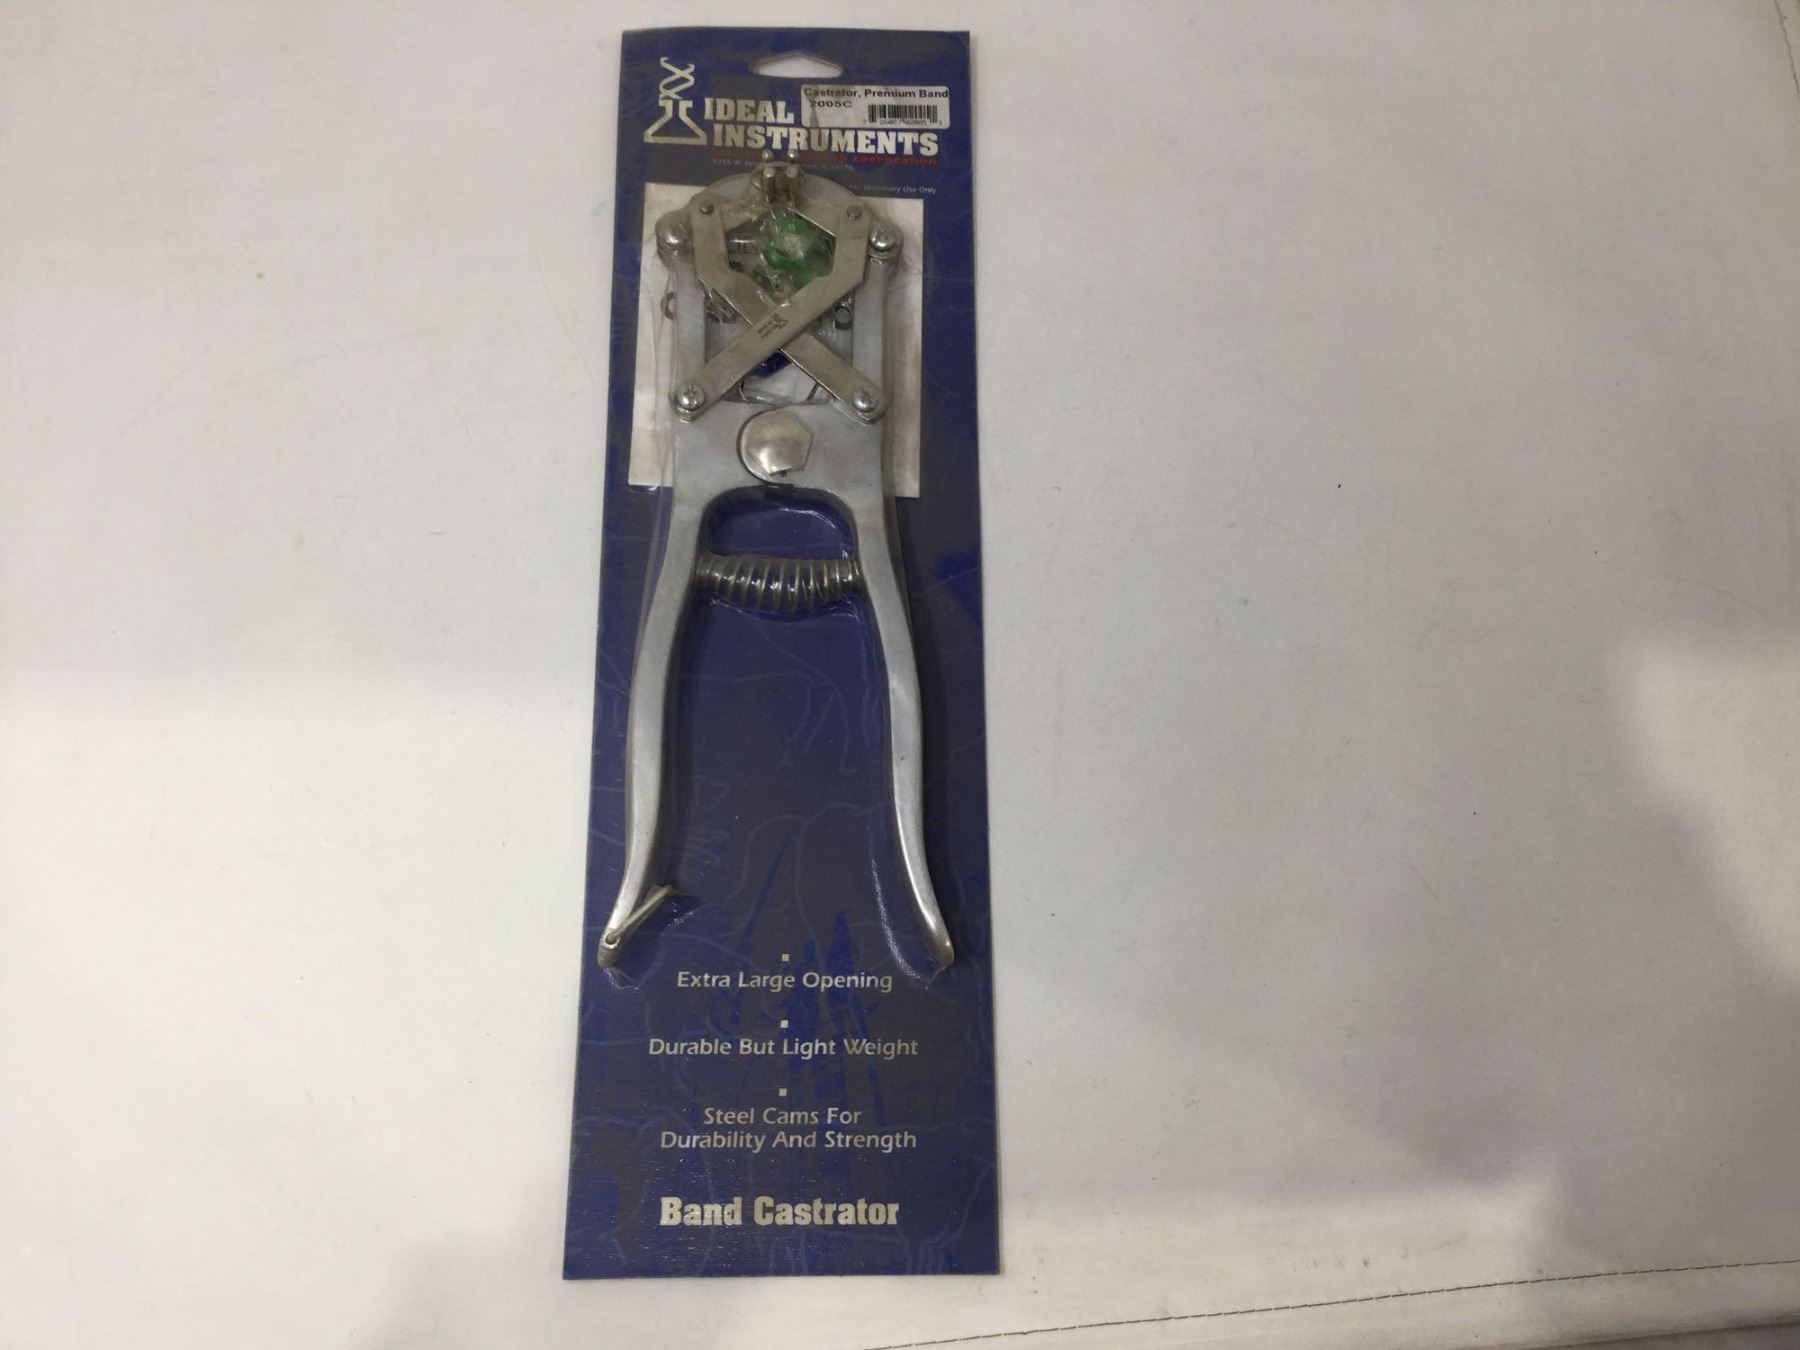 Castrator, Premium Band
2005C
IDEAL
INSTRUMENTS
CORPORATION
For Veterinary Use Only
Extra Large Opening
Durable But Light Weight
Steel Cams For
Durability And Strength
Band Castrator